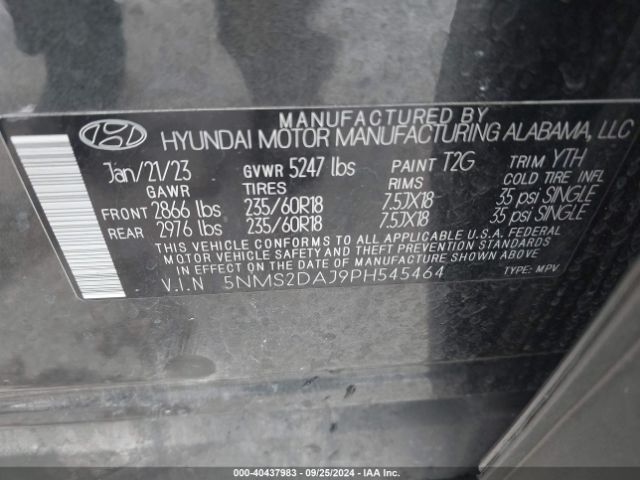 MANUFACTURED BY
HYUNDAI MOTOR MANUFACTURING ALABAMA, LLC
Jan/21/23 GVWR 5247 lbs PAINT T2G TRIM YTH
GAWR TIRES RIMS COLD TIRE INFL
FRONT 2866 lbs 235/60R18 7.5JX18 35 psi SINGLE
REAR 2976 lbs 235/60R18 7.5JX18 35 psi SINGLE
THIS VEHICLE CONFORMS TO ALL APPLICABLE U.S.A. FEDERAL
MOTOR VEHICLE SAFETY AND THEFT PREVENTION STANDARDS
IN EFFECT ON THE DATE OF MANUFACTURE SHOWN ABOVE.
V.I.N 5NMS2DAJ9PH545464 TYPE: MPV
000-40437983 - 09/25/2024 - IAA Inc.